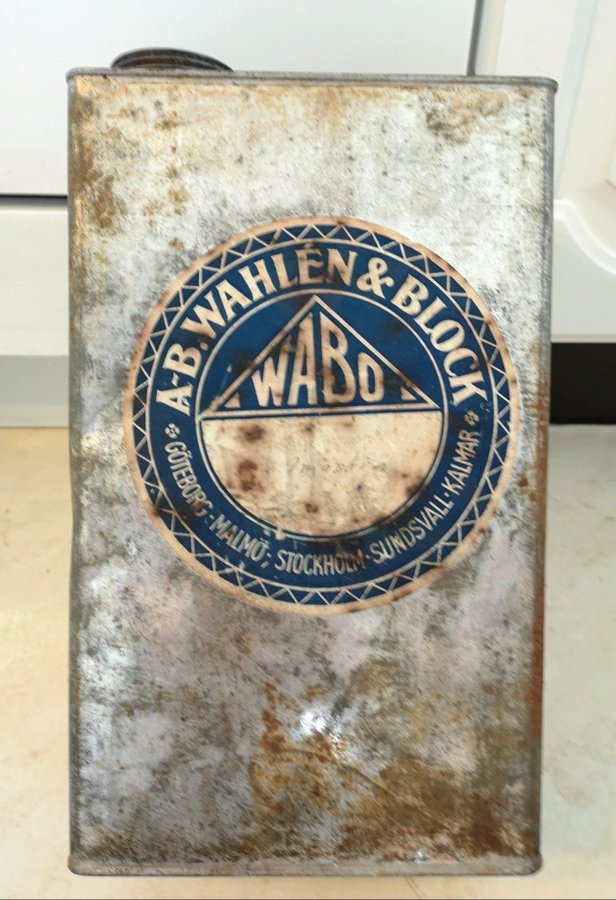 A-B. WAHLÉN & BLOCK
WABO
GÖTEBORG · MALMÖ · STOCKHOLM · SUNDSVALL · KALMAR